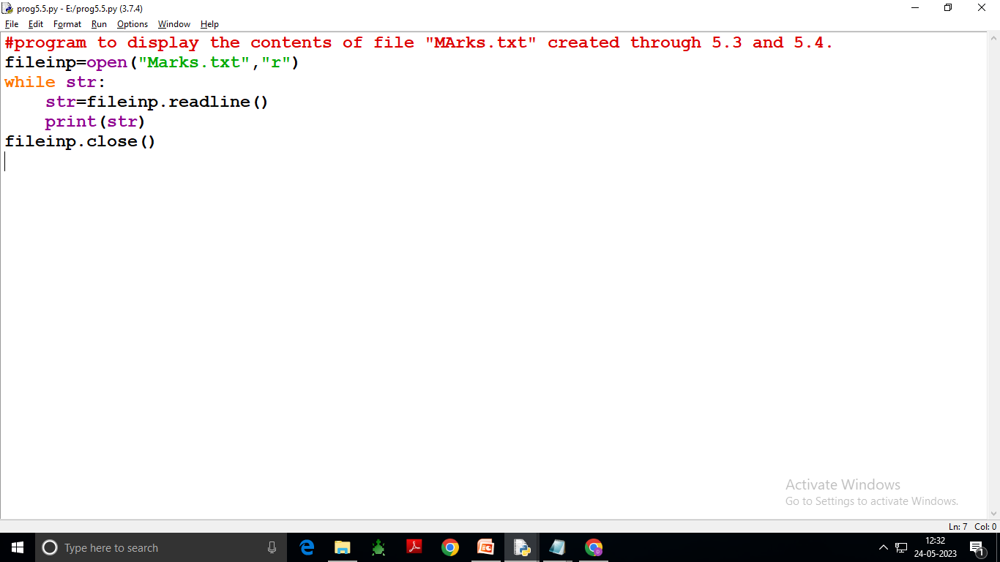 prog5.5.py - E:/prog5.5.py (3.7.4)
File Edit Format Run Options Window Help
#program to display the contents of file "MArks.txt" created through 5.3 and 5.4.
fileinp=open("Marks.txt","r")
while str:
    str=fileinp.readline()
    print(str)
fileinp.close()
Activate Windows
Go to Settings to activate Windows.
Ln: 7 Col: 0
Type here to search
12:32
24-05-2023
1